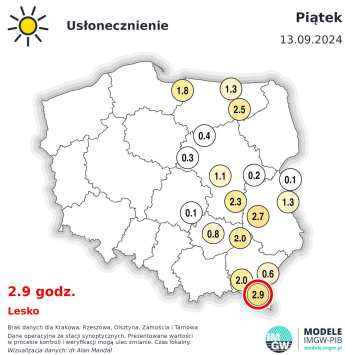 Usłonecznienie
Piątek
13.09.2024
1.8
1.3
2.5
0.4
0.3
1.1
0.2
0.1
2.3
1.3
0.1
2.7
0.8
2.0
0.6
2.0
2.9
2.9 godz.
Lesko
Brak danych dla Krakowa, Rzeszowa, Olsztyna, Zamościa i Tarnowa
Dane operacyjne ze stacji synoptycznych. Prezentowane wartości
w procesie kontroli i weryfikacji mogą ulec zmianie. Czas lokalny.
Wizualizacja danych: dr Alan Mandal
IM
GW
MODELE
IMGW-PIB
modele.imgw.pl